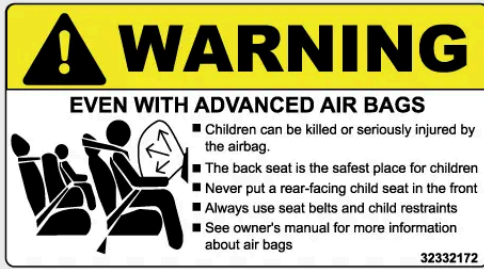 WARNING
EVEN WITH ADVANCED AIR BAGS
■ Children can be killed or seriously injured by
the airbag.
■ The back seat is the safest place for children
■ Never put a rear-facing child seat in the front
■ Always use seat belts and child restraints
■ See owner's manual for more information
about air bags
32332172